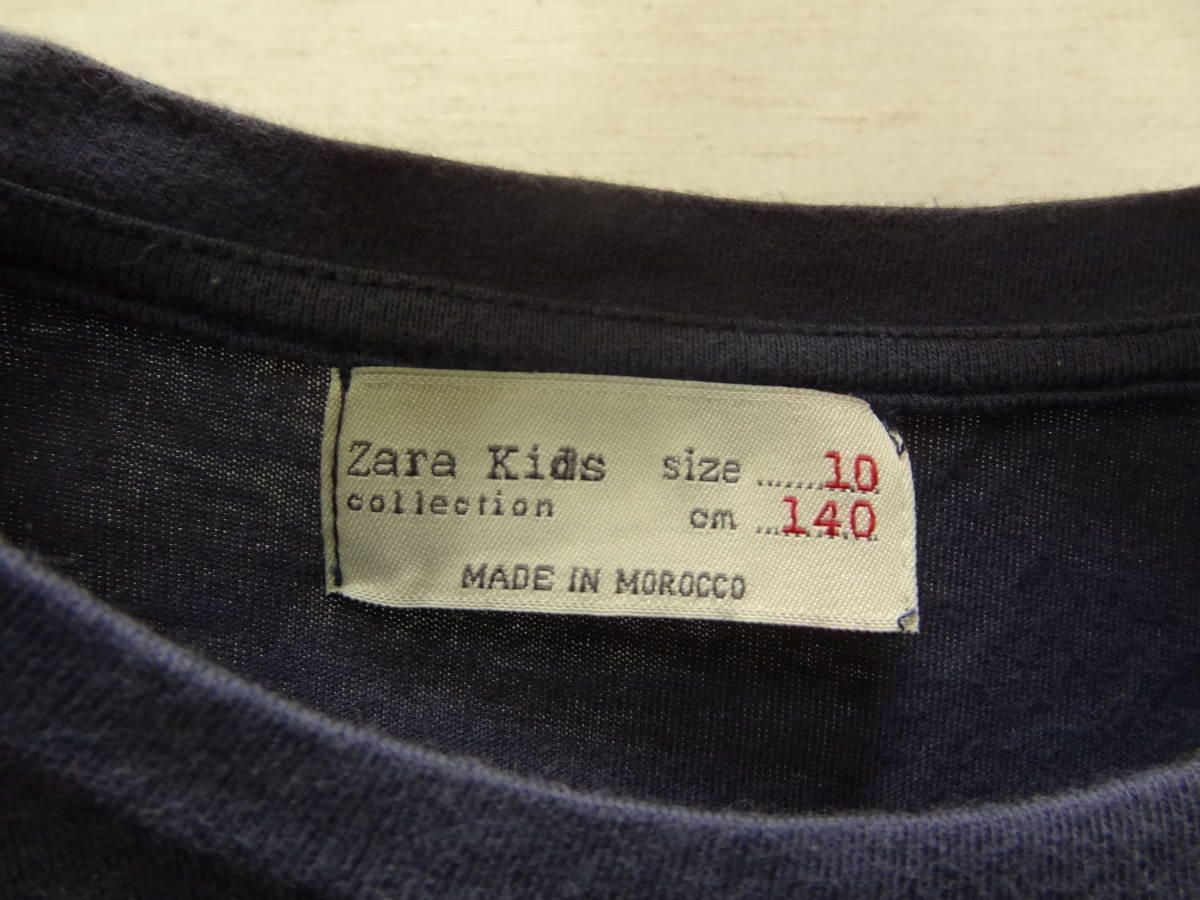 Zara Kids size ........10
collection cm ...140
MADE IN MOROCCO